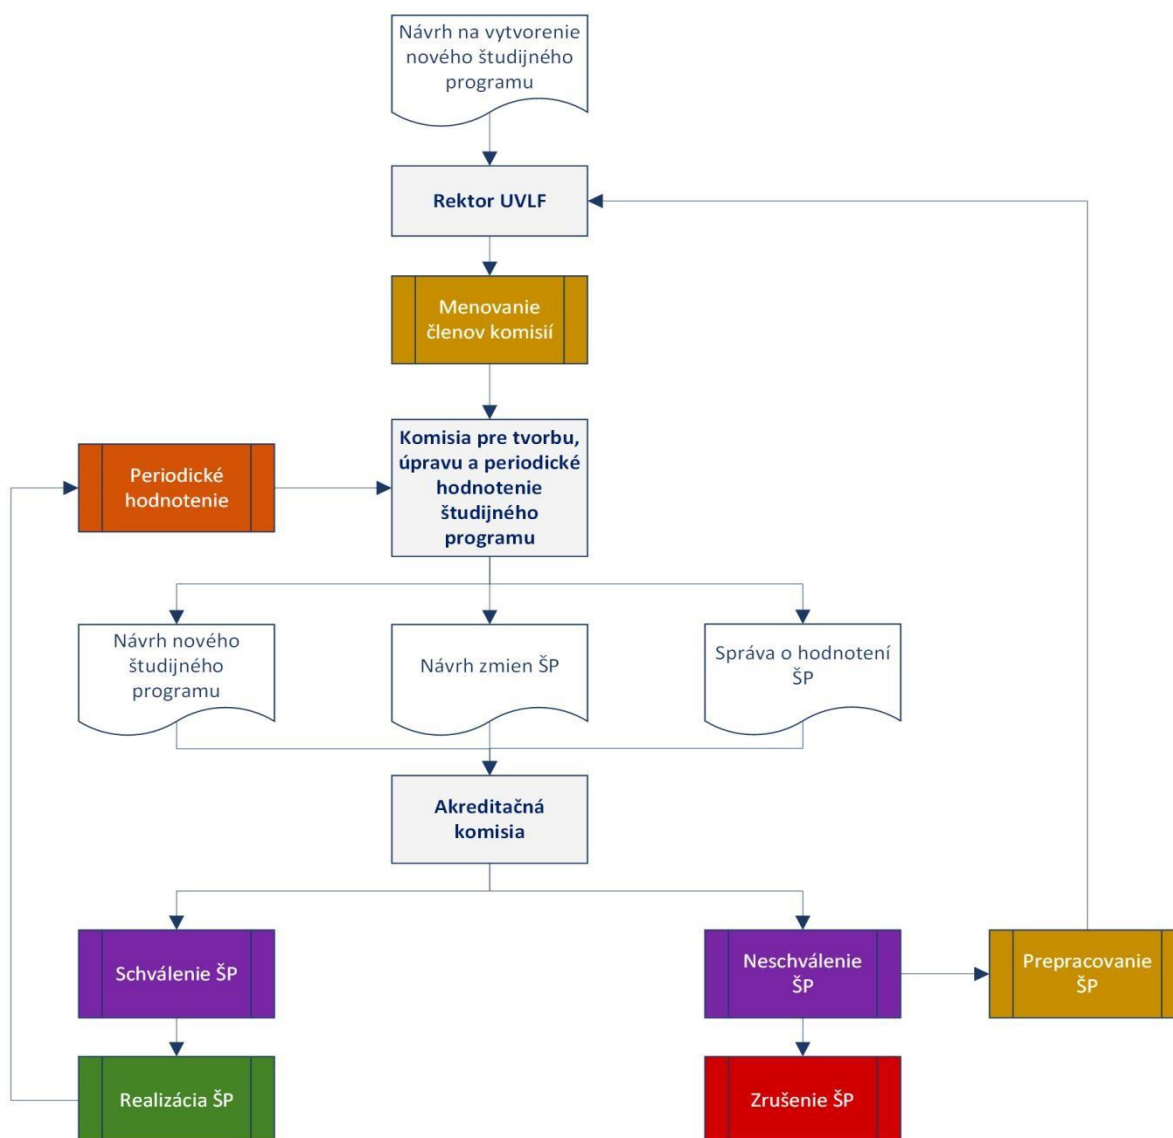 Návrh na vytvorenie
nového študijného
programu
Rektor UVLF
Menovanie
členov komisií
Komisia pre tvorbu,
úpravu a periodické
hodnotenie
študijného
programu
Periodické
hodnotenie
Návrh nového
študijného
programu
Návrh zmien ŠP
Správa o hodnotení
ŠP
Akreditačná
komisia
Schválenie ŠP
Neschválenie
ŠP
Prepracovanie
ŠP
Realizácia ŠP
Zrušenie ŠP